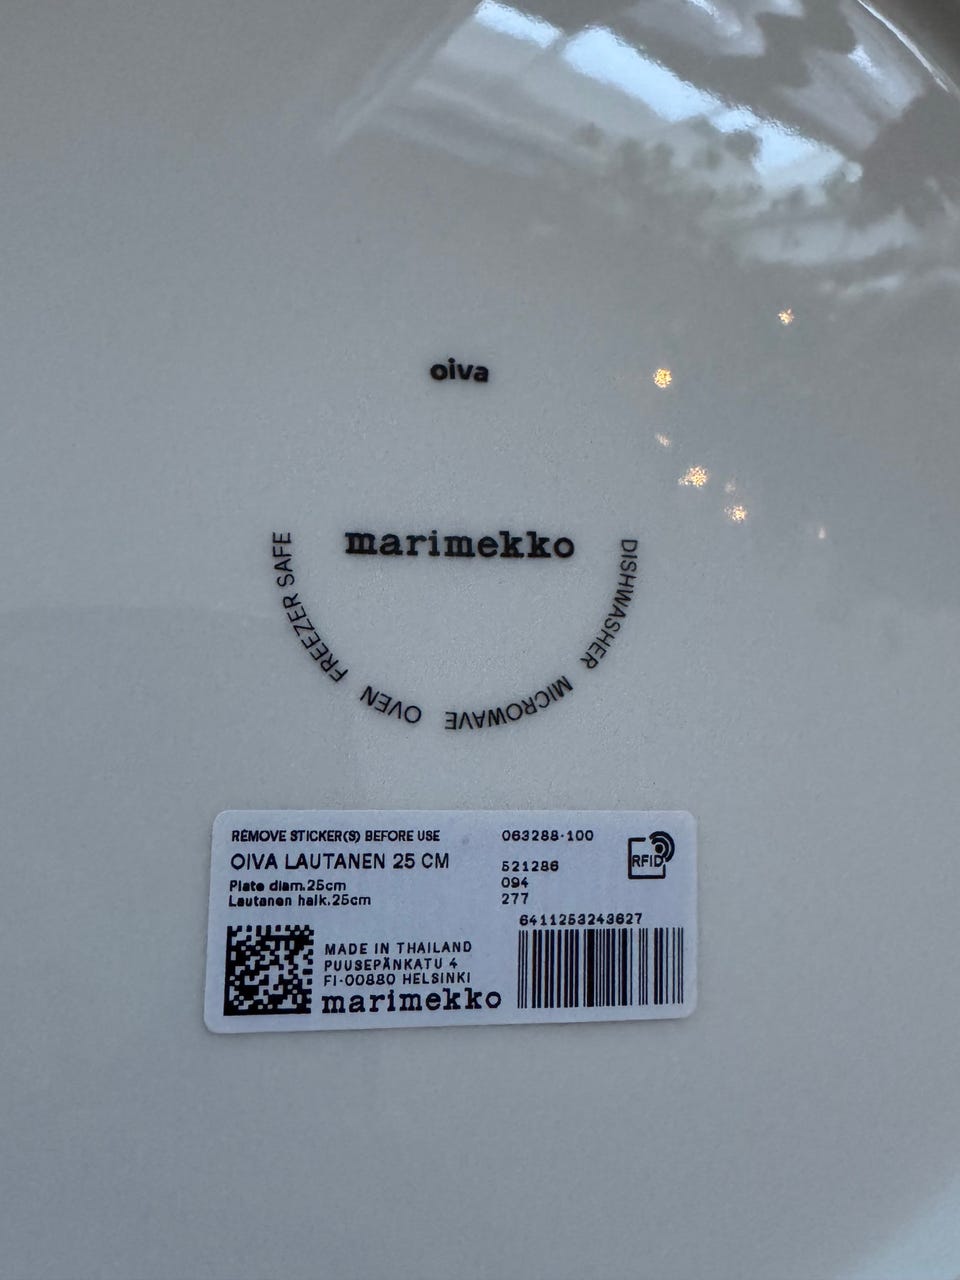 oiva
marimekko
DISHWASHER MICROWAVE OVEN FREEZER SAFE
REMOVE STICKER(S) BEFORE USE
OIVA LAUTANEN 25 CM
Plate diam.25cm
Lautanen halk.25cm
063288-100
521286
094
277
RFID
6411253243627
MADE IN THAILAND
PUUSEPÄNKATU 4
FI-00880 HELSINKI
marimekko